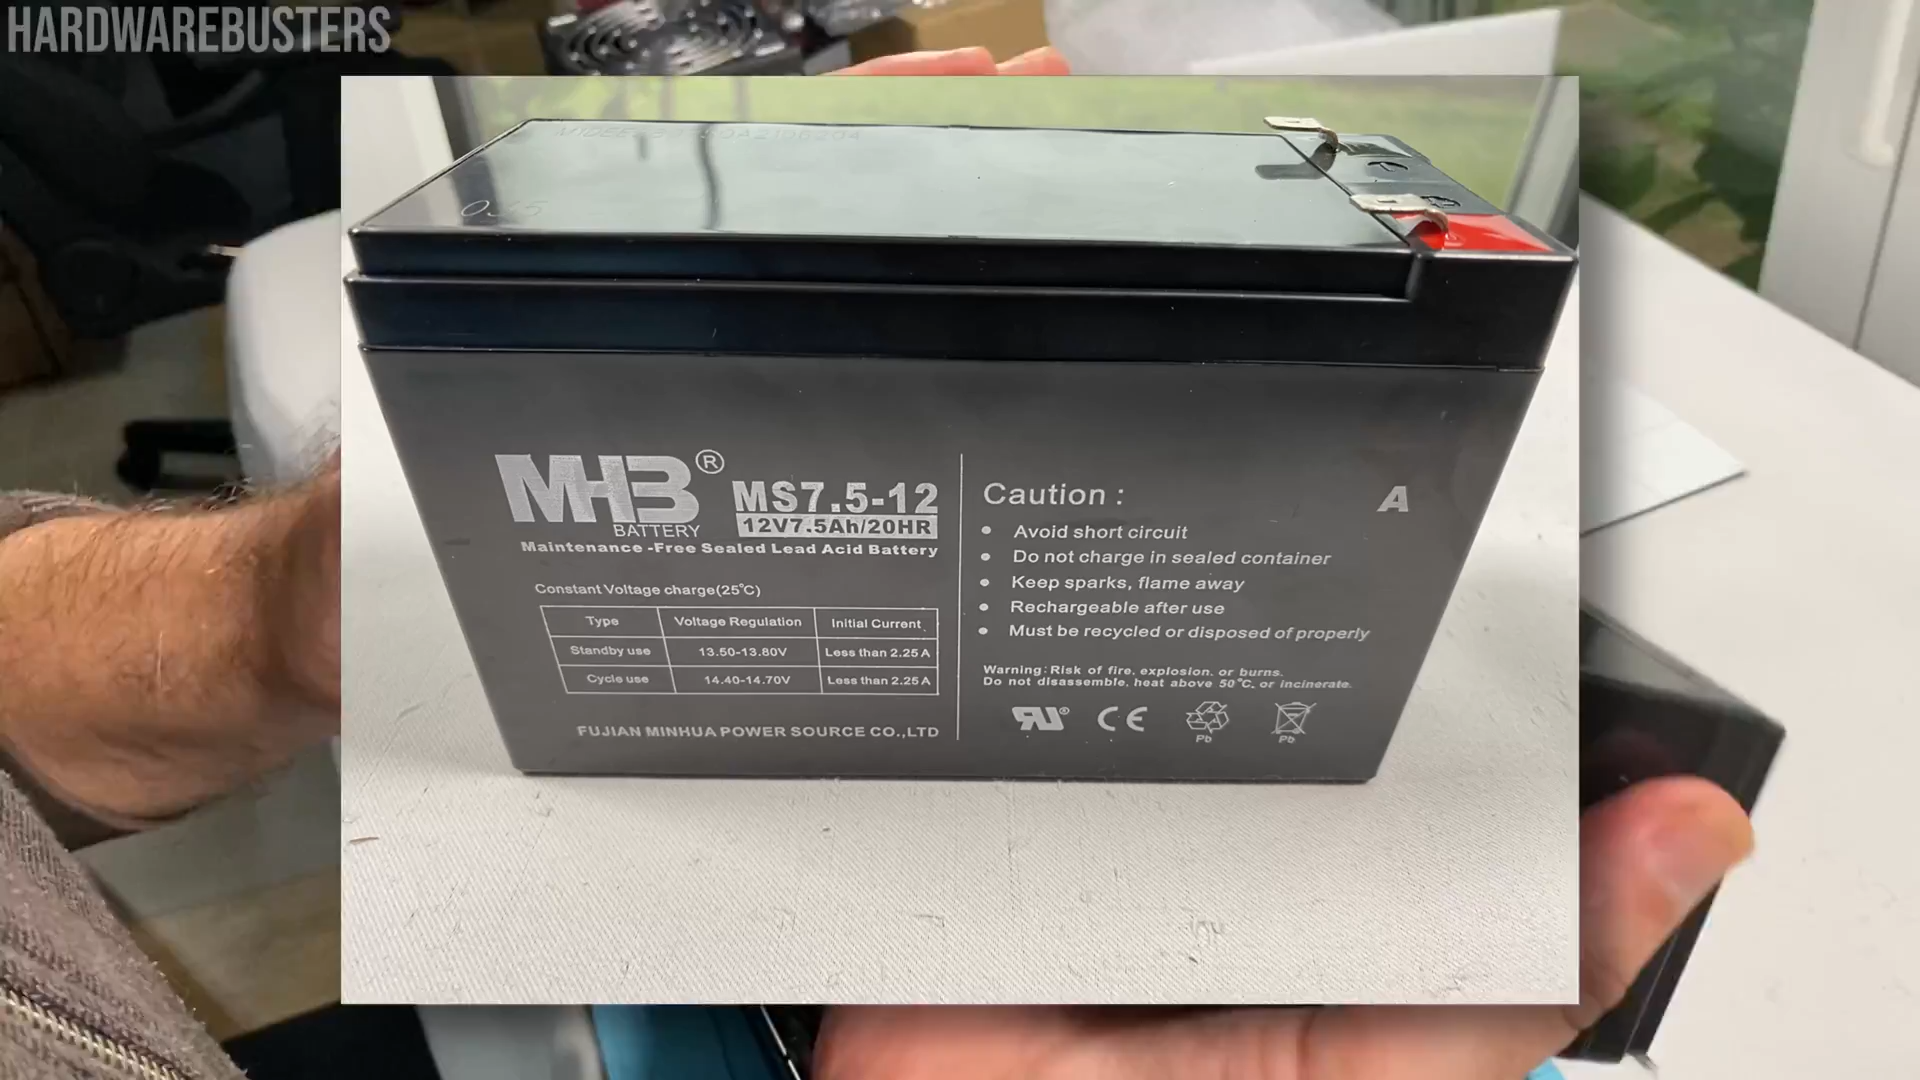 HARDWAREBUSTERS
MHB®
BATTERY
MS7.5-12
12V7.5Ah/20HR
Maintenance -Free Sealed Lead Acid Battery
Constant Voltage charge(25℃)
Type Voltage Regulation Initial Current
Standby use 13.50-13.80V Less than 2.25 A
Cycle use 14.40-14.70V Less than 2.25 A
FUJIAN MINHUA POWER SOURCE CO.,LTD
Caution :
A
• Avoid short circuit
• Do not charge in sealed container
• Keep sparks, flame away
• Rechargeable after use
• Must be recycled or disposed of properly
Warning: Risk of fire, explosion, or burns.
Do not disassemble, heat above 50℃, or incinerate.
CE
Pb
Pb